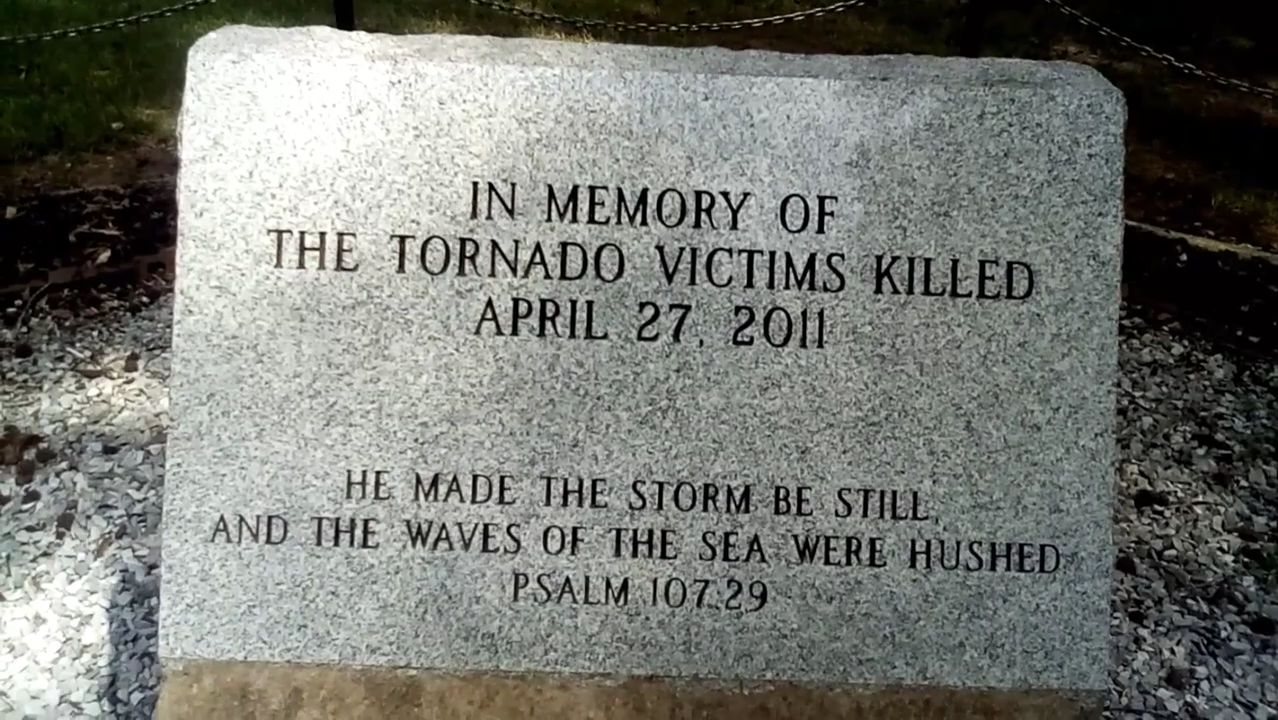 IN MEMORY OF
THE TORNADO VICTIMS KILLED
APRIL 27, 2011
HE MADE THE STORM BE STILL,
AND THE WAVES OF THE SEA WERE HUSHED
PSALM 107:29